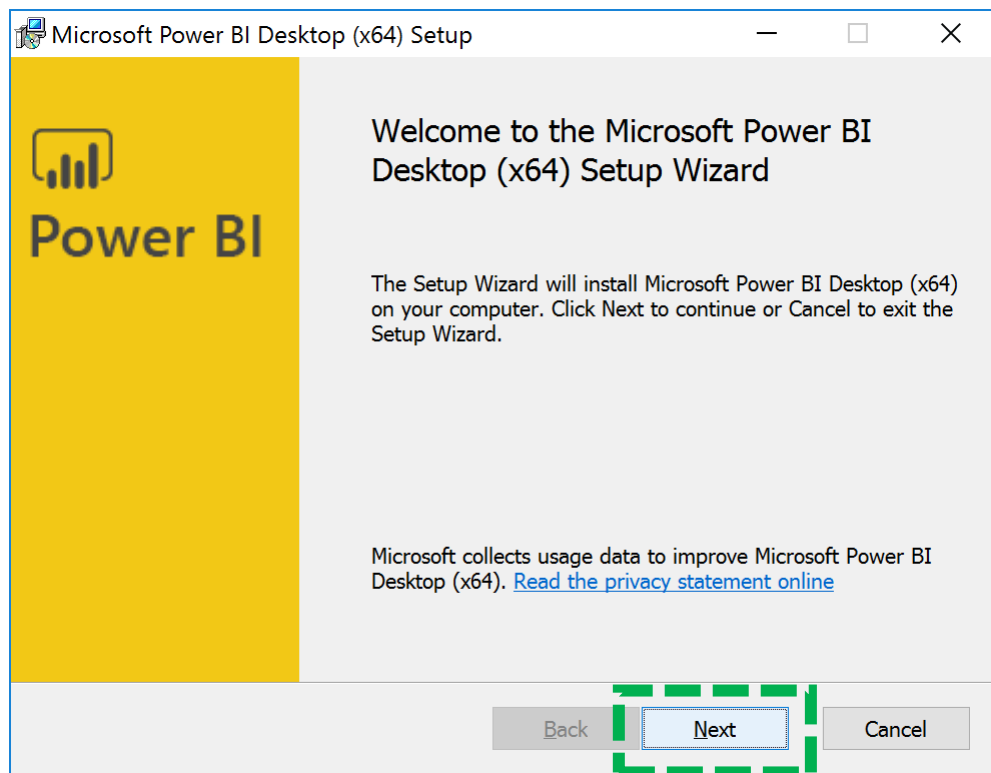 Microsoft Power BI Desktop (x64) Setup
Power BI
Welcome to the Microsoft Power BI
Desktop (x64) Setup Wizard
The Setup Wizard will install Microsoft Power BI Desktop (x64)
on your computer. Click Next to continue or Cancel to exit the
Setup Wizard.
Microsoft collects usage data to improve Microsoft Power BI
Desktop (x64). Read the privacy statement online
Back
Next
Cancel